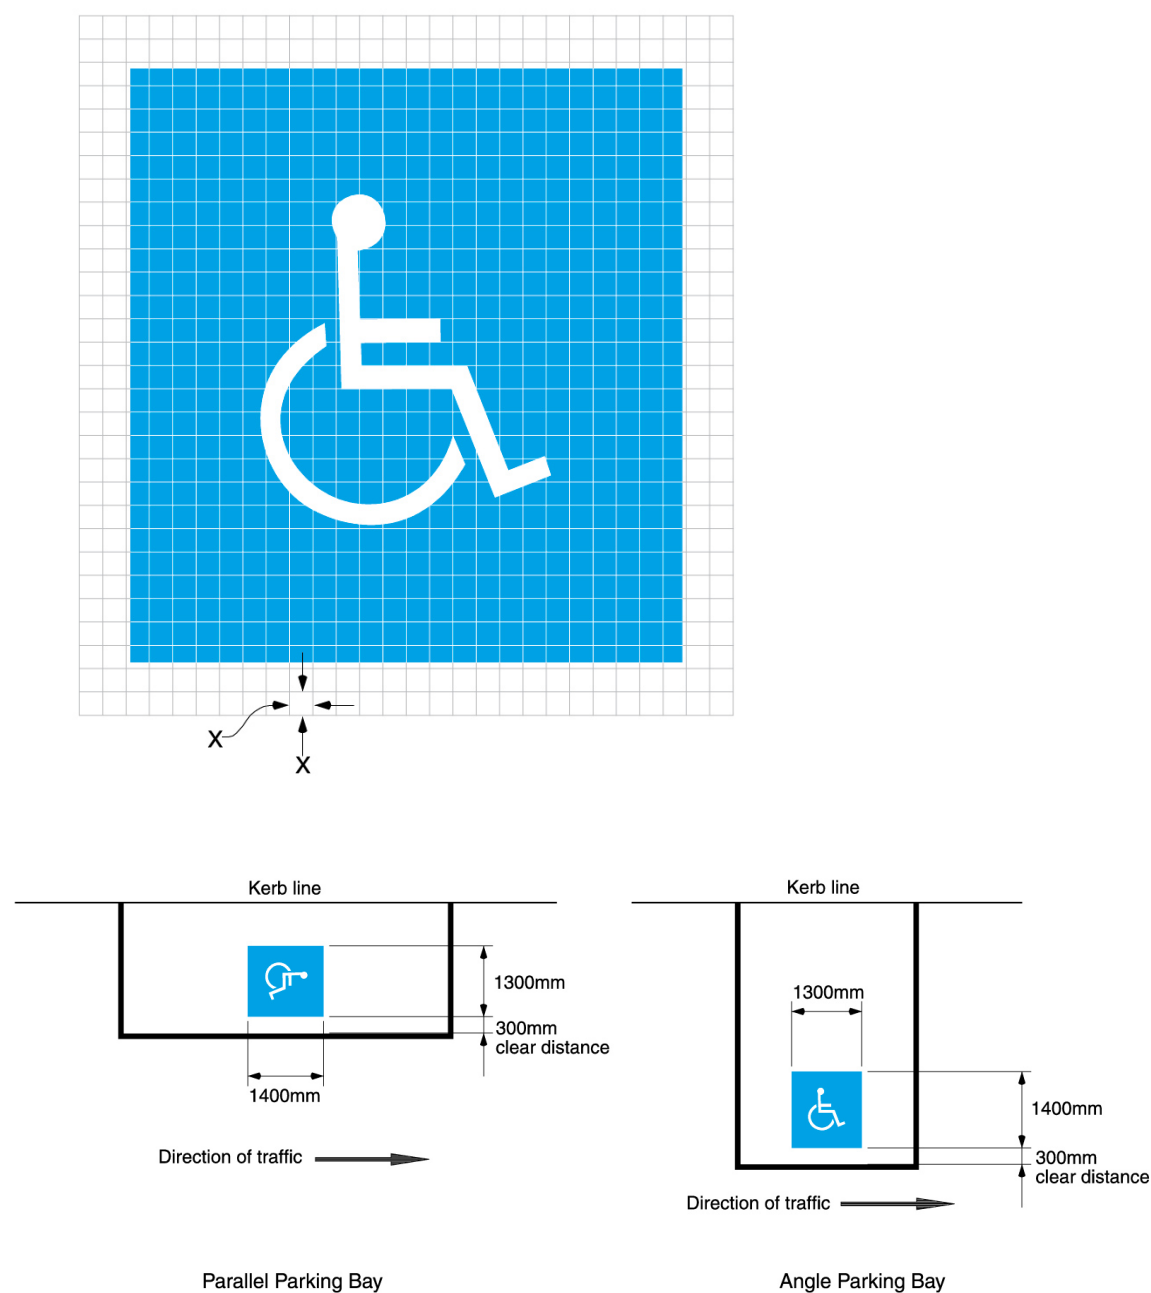 X
X
Kerb line
1300mm
300mm
clear distance
1400mm
Direction of traffic
Parallel Parking Bay
Kerb line
1300mm
1400mm
300mm
clear distance
Direction of traffic
Angle Parking Bay